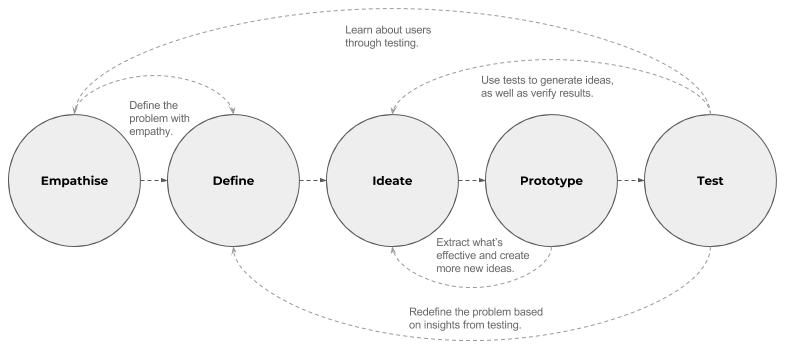 Learn about users
through testing.
Use tests to generate ideas,
as well as verify results.
Define the
problem with
empathy.
Empathise
Define
Ideate
Prototype
Test
Extract what's
effective and create
more new ideas.
Redefine the problem based
on insights from testing.